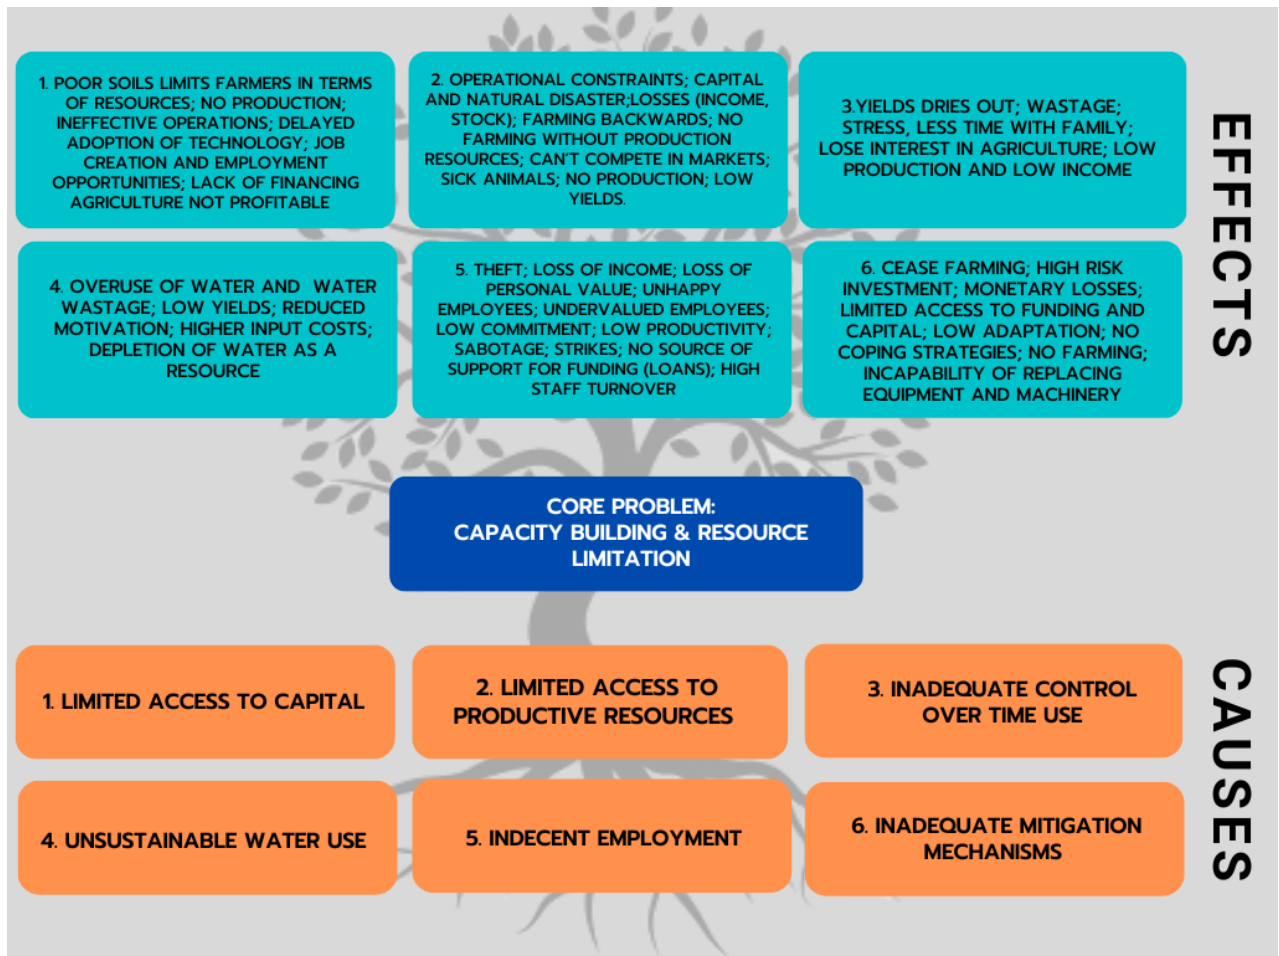 1. POOR SOILS LIMITS FARMERS IN TERMS
OF RESOURCES; NO PRODUCTION;
INEFFECTIVE OPERATIONS; DELAYED
ADOPTION OF TECHNOLOGY; JOB
CREATION AND EMPLOYMENT
OPPORTUNITIES; LACK OF FINANCING
AGRICULTURE NOT PROFITABLE
2. OPERATIONAL CONSTRAINTS; CAPITAL
AND NATURAL DISASTER;LOSSES (INCOME,
STOCK); FARMING BACKWARDS; NO
FARMING WITHOUT PRODUCTION
RESOURCES; CAN'T COMPETE IN MARKETS;
SICK ANIMALS; NO PRODUCTION; LOW
YIELDS.
3.YIELDS DRIES OUT; WASTAGE;
STRESS, LESS TIME WITH FAMILY;
LOSE INTEREST IN AGRICULTURE; LOW
PRODUCTION AND LOW INCOME
EFFECTS
4. OVERUSE OF WATER AND WATER
WASTAGE; LOW YIELDS; REDUCED
MOTIVATION; HIGHER INPUT COSTS;
DEPLETION OF WATER AS A
RESOURCE
5. THEFT; LOSS OF INCOME; LOSS OF
PERSONAL VALUE; UNHAPPY
EMPLOYEES; UNDERVALUED EMPLOYEES;
LOW COMMITMENT; LOW PRODUCTIVITY;
SABOTAGE; STRIKES; NO SOURCE OF
SUPPORT FOR FUNDING (LOANS); HIGH
STAFF TURNOVER
6. CEASE FARMING; HIGH RISK
INVESTMENT; MONETARY LOSSES;
LIMITED ACCESS TO FUNDING AND
CAPITAL; LOW ADAPTATION; NO
COPING STRATEGIES; NO FARMING;
INCAPABILITY OF REPLACING
EQUIPMENT AND MACHINERY
CORE PROBLEM:
CAPACITY BUILDING & RESOURCE
LIMITATION
1. LIMITED ACCESS TO CAPITAL
2. LIMITED ACCESS TO
PRODUCTIVE RESOURCES
3. INADEQUATE CONTROL
OVER TIME USE
CAUSES
4. UNSUSTAINABLE WATER USE
5. INDECENT EMPLOYMENT
6. INADEQUATE MITIGATION
MECHANISMS